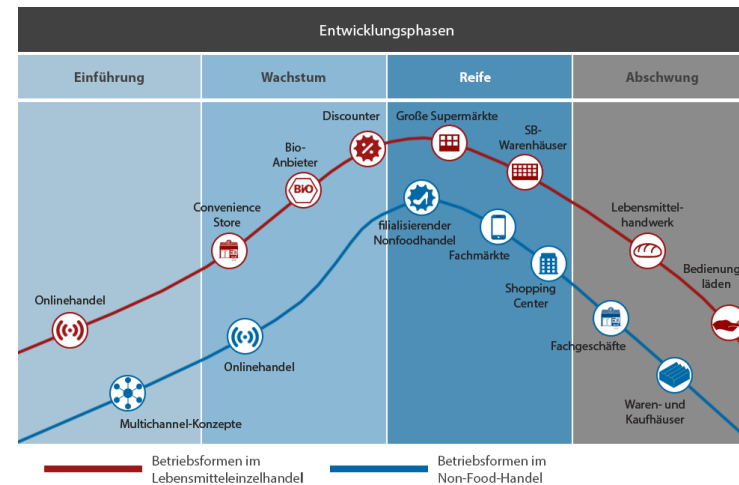 Entwicklungsphasen
Einführung
Wachstum
Reife
Abschwung
Discounter
Große Supermärkte
SB-
Warenhäuser
Bio-
Anbieter
BIO
Convenience
Store
Lebensmittel-
handwerk
filialisierender
Nonfoodhandel
Fachmärkte
Bedienung
läden
Shopping
Center
Onlinehandel
Fachgeschäfte
Onlinehandel
Multichannel-Konzepte
Waren- und
Kaufhäuser
Betriebsformen im
Lebensmitteleinzelhandel
Betriebsformen im
Non-Food-Handel